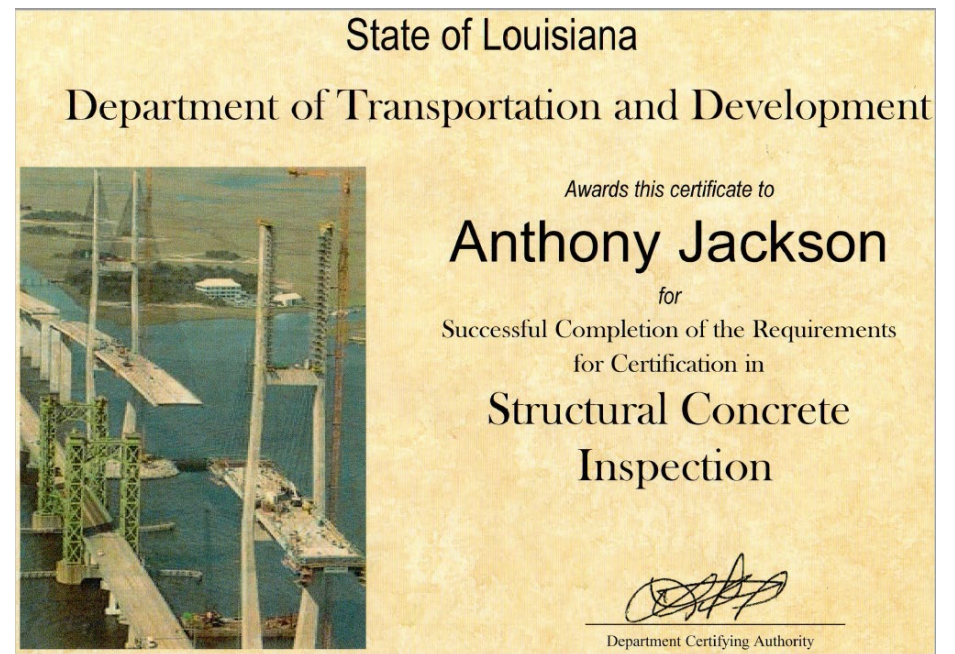 State of Louisiana
Department of Transportation and Development
Awards this certificate to
Anthony Jackson
for
Successful Completion of the Requirements
for Certification in
Structural Concrete
Inspection
Department Certifying Authority